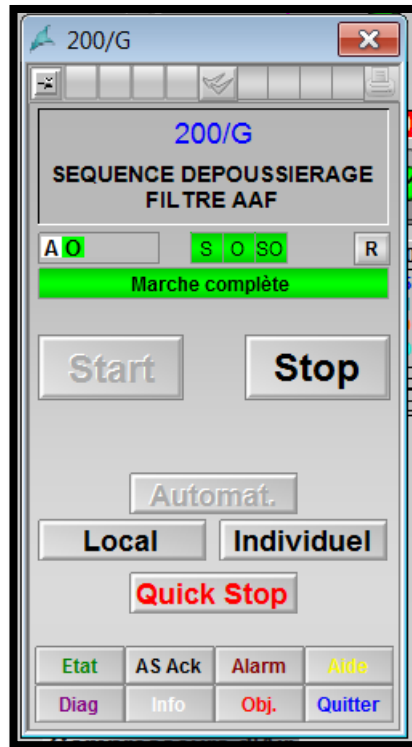 200/G
200/G
SEQUENCE DEPOUSSIERAGE
FILTRE AAF
A O S O SO R
Marche complète
Start Stop
Automat.
Local Individuel
Quick Stop
Etat AS Ack Alarm Aide
Diag Info Obj. Quitter